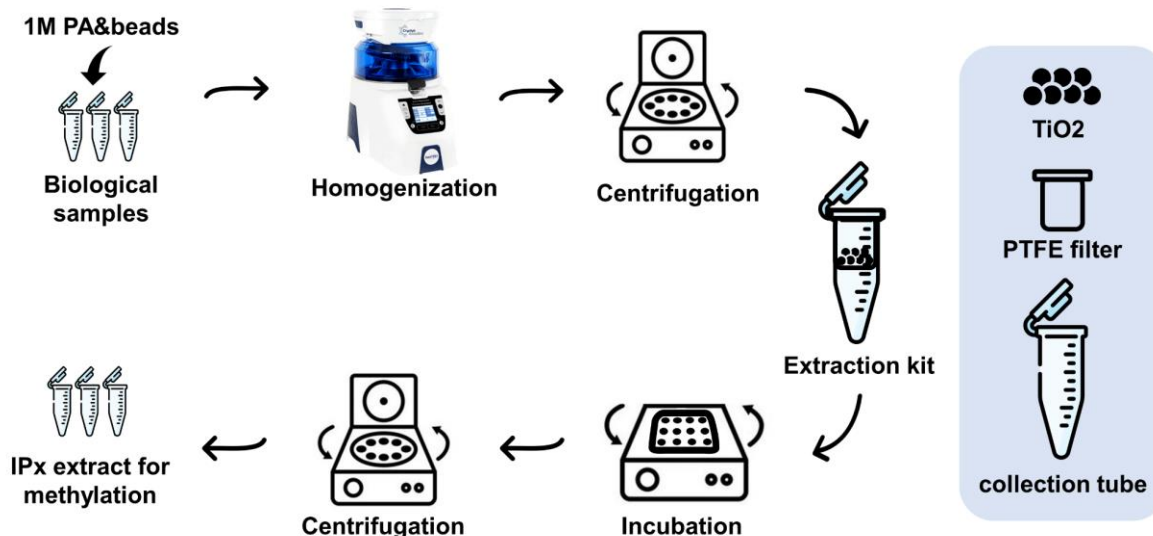 1M PA&beads
Biological
samples
Homogenization
Centrifugation
Extraction kit
Incubation
Centrifugation
IPx extract for
methylation
TiO2
PTFE filter
collection tube